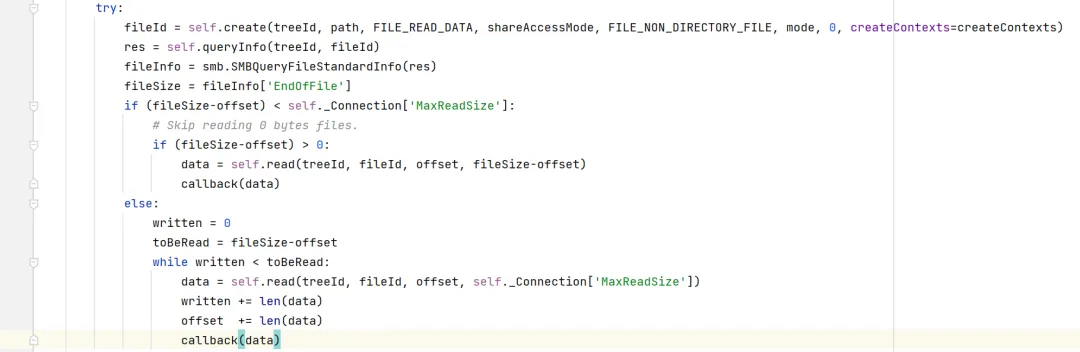 try:
    fileId = self.create(treeId, path, FILE_READ_DATA, shareAccessMode, FILE_NON_DIRECTORY_FILE, mode, 0, createContexts=createContexts)
    res = self.queryInfo(treeId, fileId)
    fileInfo = smb.SMBQueryFileStandardInfo(res)
    fileSize = fileInfo['EndOfFile']
    if (fileSize-offset) < self._Connection['MaxReadSize']:
        # Skip reading 0 bytes files.
        if (fileSize-offset) > 0:
            data = self.read(treeId, fileId, offset, fileSize-offset)
            callback(data)
    else:
        written = 0
        toBeRead = fileSize-offset
        while written < toBeRead:
            data = self.read(treeId, fileId, offset, self._Connection['MaxReadSize'])
            written += len(data)
            offset  += len(data)
            callback(data)